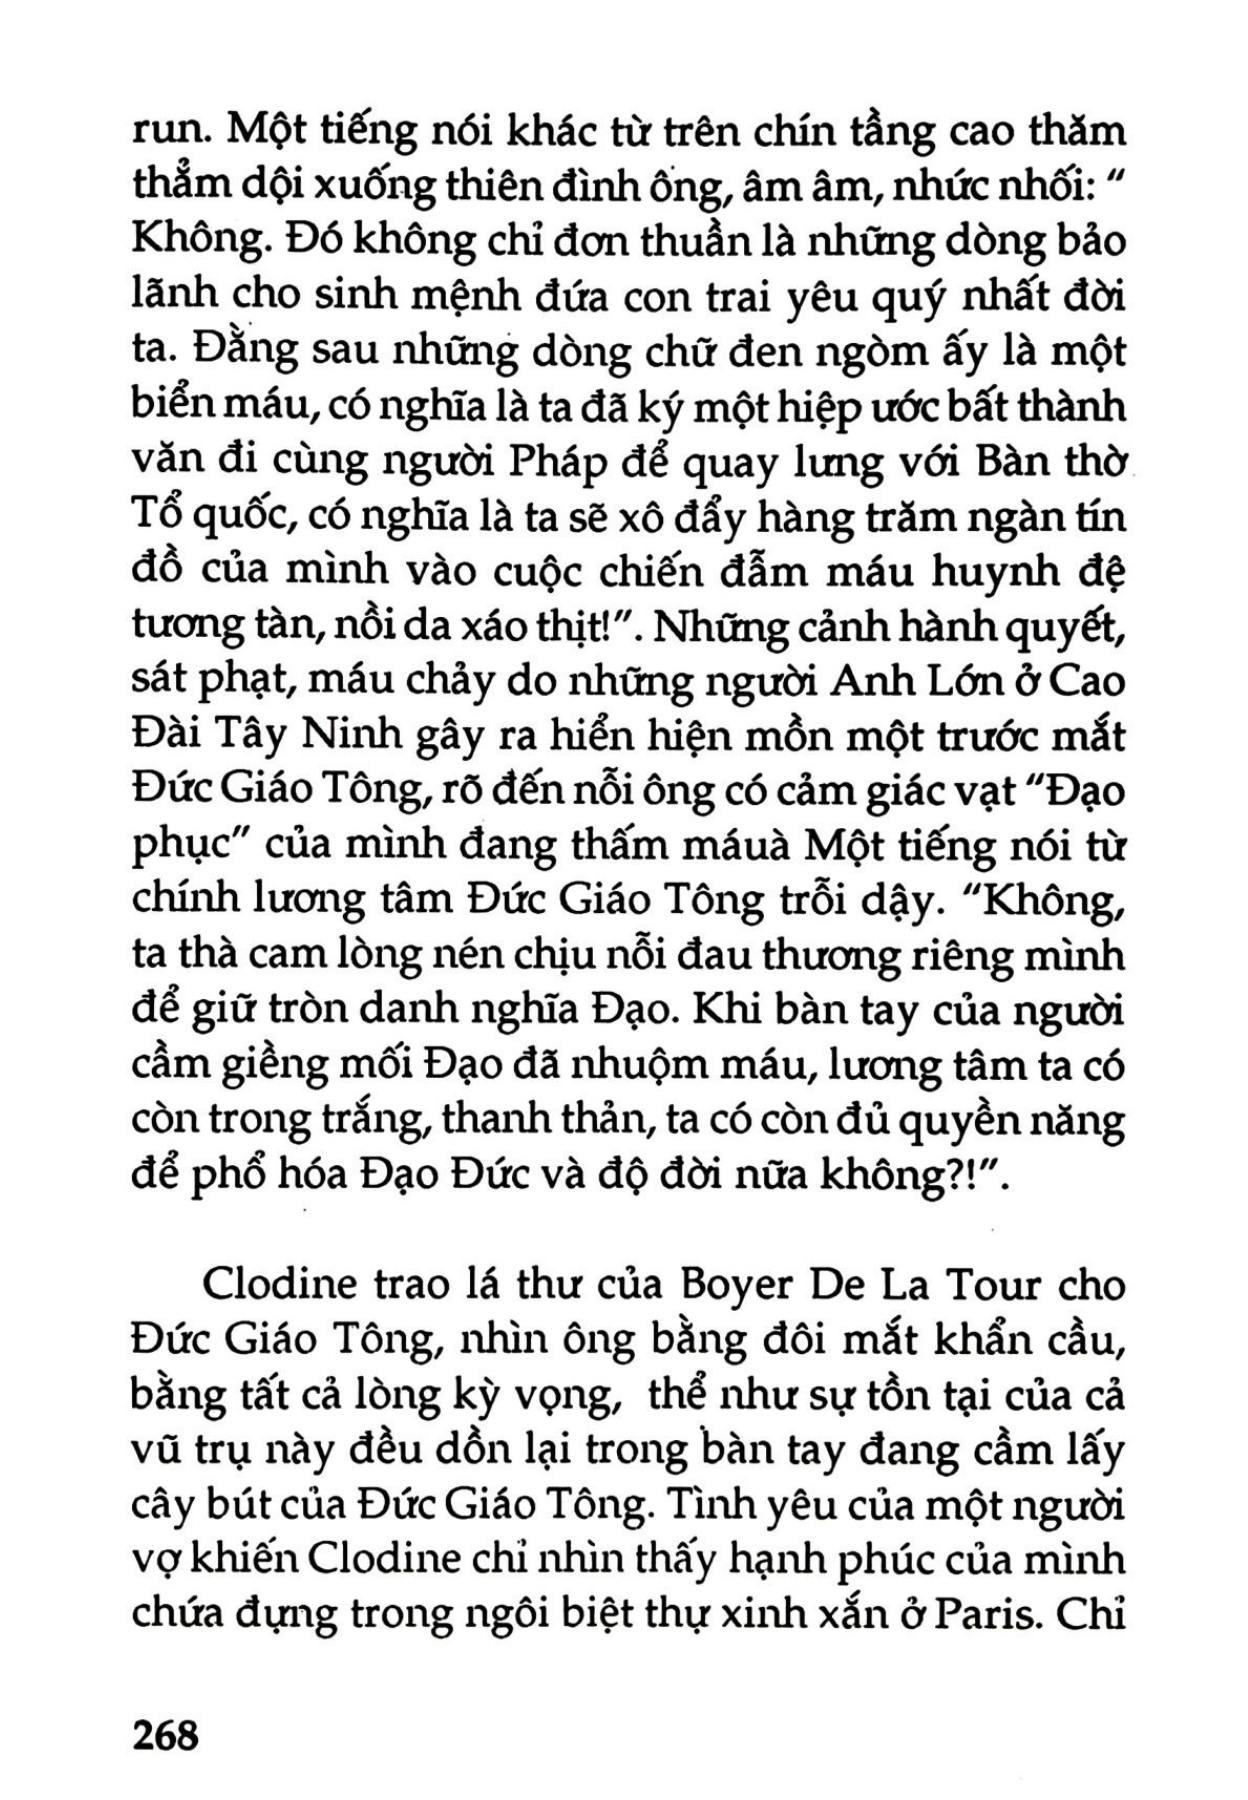 run. Một tiếng nói khác từ trên chín tầng cao thăm
thẳm dội xuống thiên đình ông, âm âm, nhức nhối: "
Không. Đó không chỉ đơn thuần là những dòng bảo
lãnh cho sinh mệnh đứa con trai yêu quý nhất đời
ta. Đằng sau những dòng chữ đen ngòm ấy là một
biển máu, có nghĩa là ta đã ký một hiệp ước bất thành
văn đi cùng người Pháp để quay lưng với Bàn thờ
Tổ quốc, có nghĩa là ta sẽ xô đẩy hàng trăm ngàn tín
đồ của mình vào cuộc chiến đẫm máu huynh đệ
tương tàn, nồi da xáo thịt!". Những cảnh hành quyết,
sát phạt, máu chảy do những người Anh Lớn ở Cao
Đài Tây Ninh gây ra hiển hiện mồn một trước mắt
Đức Giáo Tông, rõ đến nỗi ông có cảm giác vạt "Đạo
phục" của mình đang thấm máuà Một tiếng nói từ
chính lương tâm Đức Giáo Tông trỗi dậy. "Không,
ta thà cam lòng nén chịu nỗi đau thương riêng mình
để giữ tròn danh nghĩa Đạo. Khi bàn tay của người
cầm giềng mối Đạo đã nhuộm máu, lương tâm ta có
còn trong trắng, thanh thản, ta có còn đủ quyền năng
để phổ hóa Đạo Đức và độ đời nữa không?!".
Clodine trao lá thư của Boyer De La Tour cho
Đức Giáo Tông, nhìn ông bằng đôi mắt khẩn cầu,
bằng tất cả lòng kỳ vọng, thể như sự tồn tại của cả
vũ trụ này đều dồn lại trong bàn tay đang cầm lấy
cây bút của Đức Giáo Tông. Tình yêu của một người
vợ khiến Clodine chỉ nhìn thấy hạnh phúc của mình
chứa đựng trong ngôi biệt thự xinh xắn ở Paris. Chỉ
268